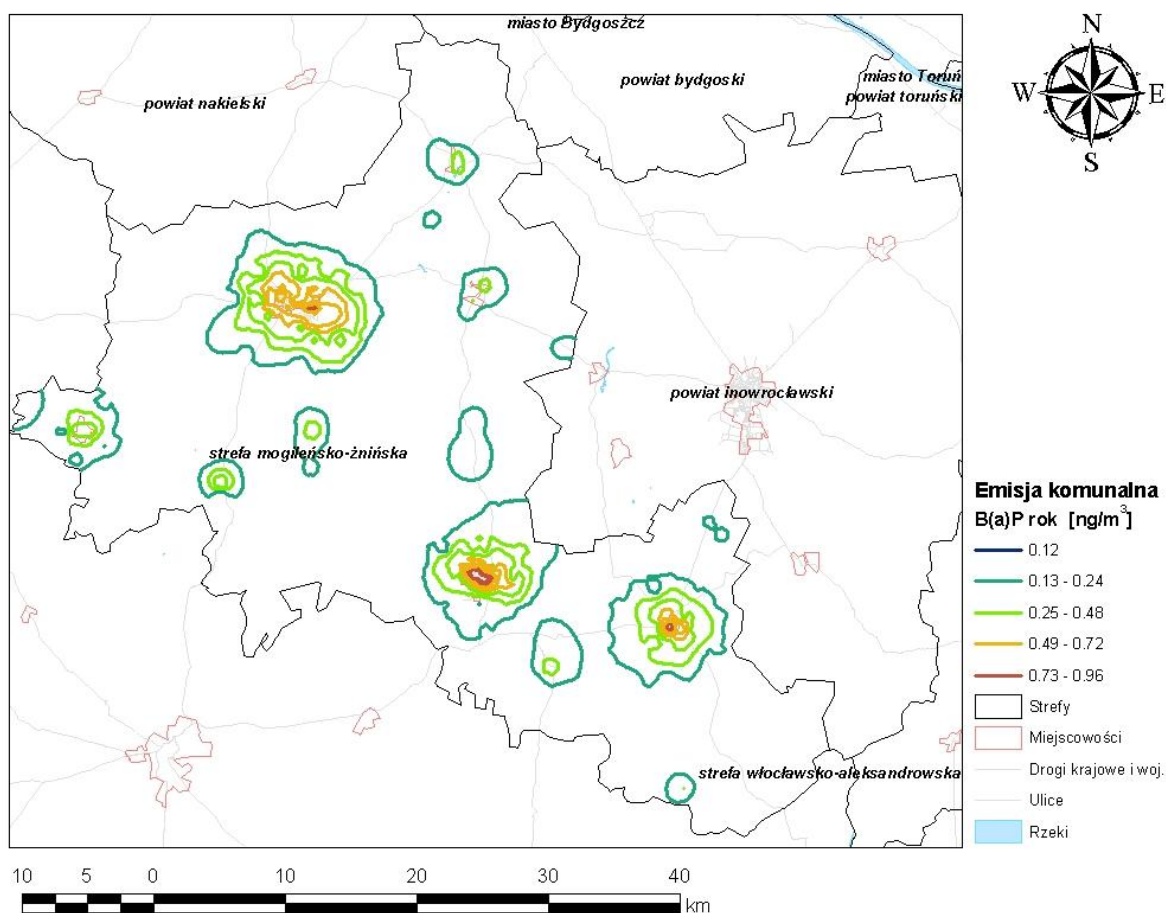 miasto Bydgoszcz
powiat bydgoski
miasto Toruń
powiat toruński
powiat nakielski
powiat inowrocławski
strefa mogileńsko-żnińska
strefa włocławsko-aleksandrowska
N
W E
S
Emisja komunalna
B(a)P rok [ng/m³]
0.12
0.13 - 0.24
0.25 - 0.48
0.49 - 0.72
0.73 - 0.96
Strefy
Miejscowości
Drogi krajowe i woj.
Ulice
Rzeki
10 5 0 10 20 30 40
km